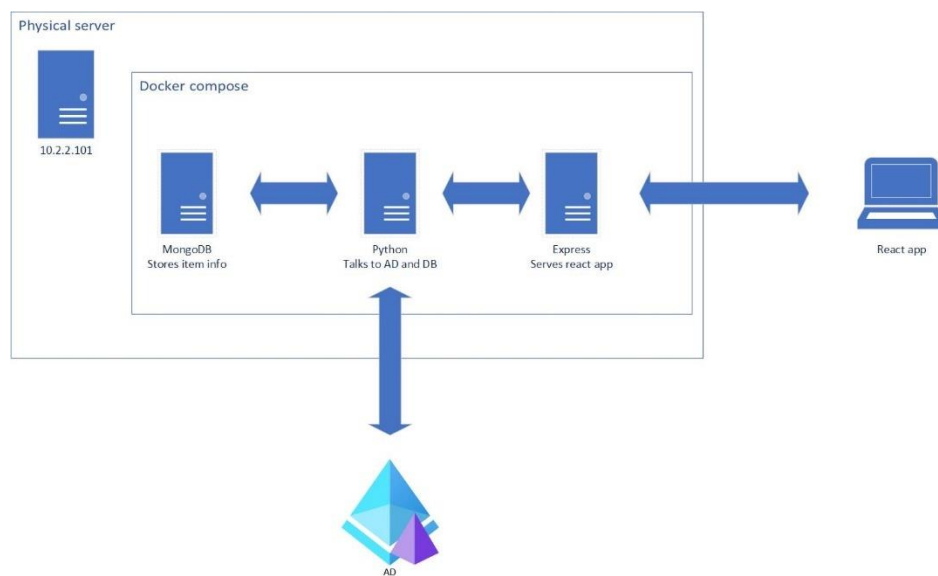 Physical server
10.2.2.101
Docker compose
MongoDB
Stores item info
Python
Talks to AD and DB
Express
Serves react app
React app
AD